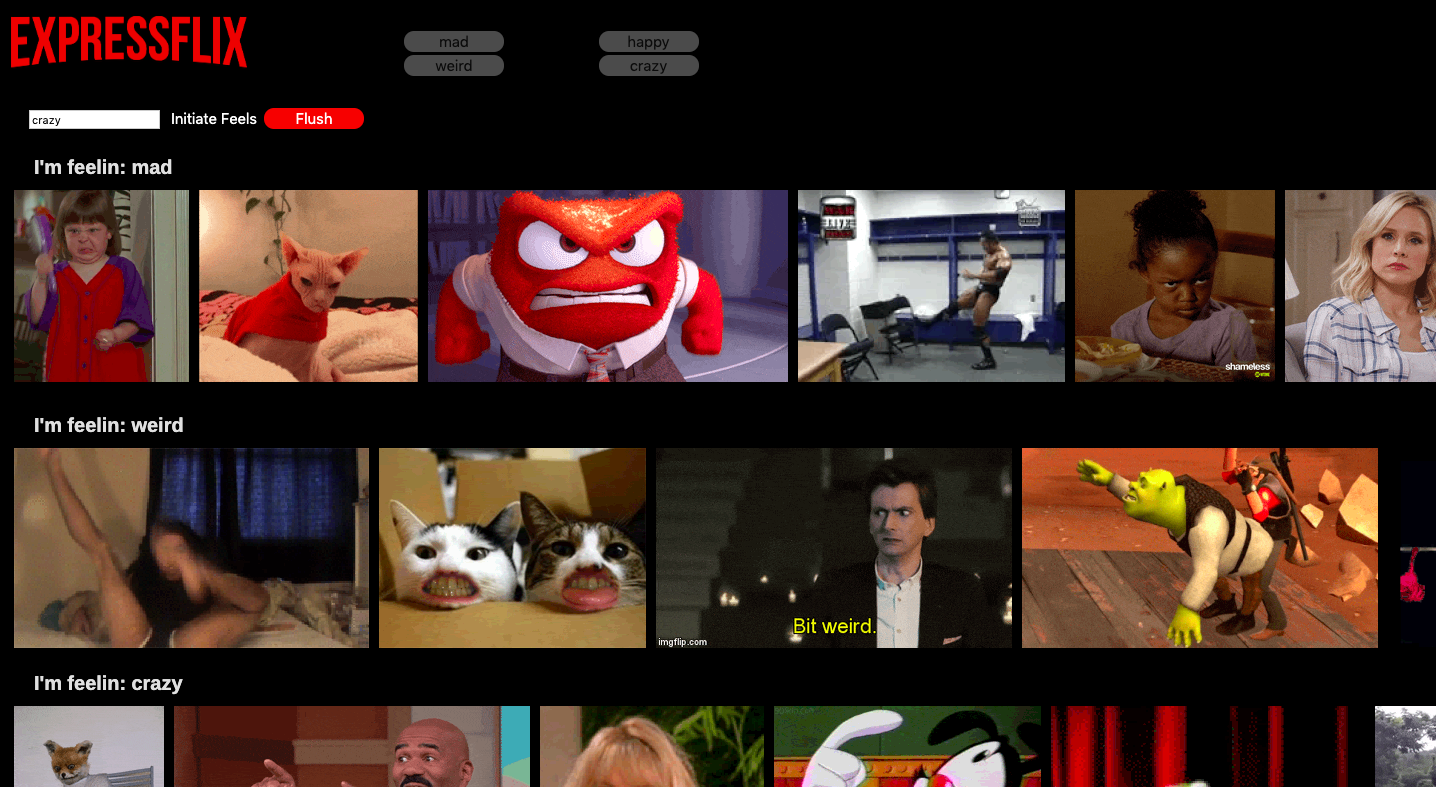 EXPRESSFLIX
mad
happy
weird
crazy
crazy
Initiate Feels
Flush
I'm feelin: mad
shameless
I'm feelin: weird
Bit weird.
imgflip.com
I'm feelin: crazy